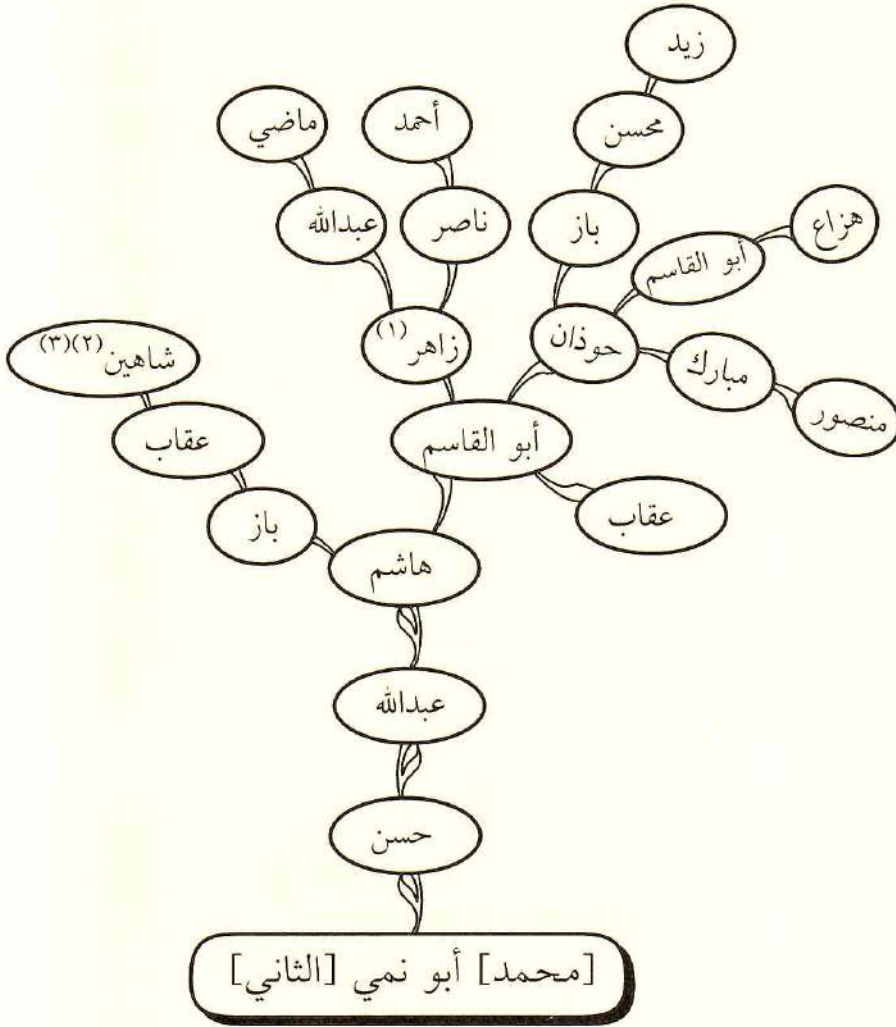 زيد
محسن
أحمد
ماضي
باز
ناصر
عبدالله
هزاع
أبو القاسم
حوذان
زاهر (١)
مبارك
منصور
شاهين (٢)(٣)
عقاب
أبو القاسم
عقاب
باز
هاشم
عبدالله
حسن
[محمد] أبو نمي [الثاني]